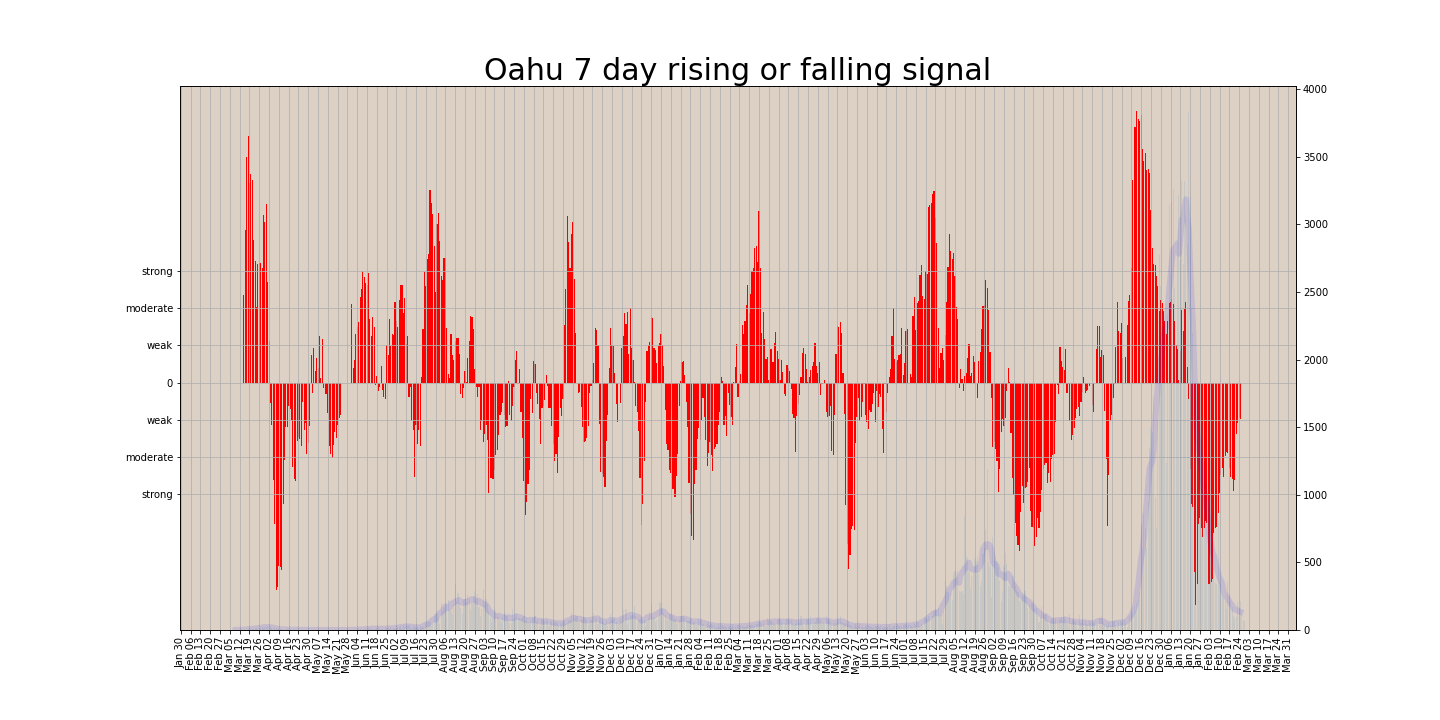 Oahu 7 day rising or falling signal
strong
moderate
weak
0
weak
moderate
strong
4000
3500
3000
2500
2000
1500
1000
500
0
Jan 30
Feb 06
Feb 13
Feb 20
Feb 27
Mar 05
Mar 12
Mar 19
Mar 26
Apr 02
Apr 09
Apr 16
Apr 23
Apr 30
May 07
May 14
May 21
May 28
Jun 04
Jun 11
Jun 18
Jun 25
Jul 02
Jul 09
Jul 16
Jul 23
Jul 30
Aug 06
Aug 13
Aug 20
Aug 27
Sep 03
Sep 10
Sep 17
Sep 24
Oct 01
Oct 08
Oct 15
Oct 22
Oct 29
Nov 05
Nov 12
Nov 19
Nov 26
Dec 03
Dec 10
Dec 17
Dec 24
Dec 31
Jan 07
Jan 14
Jan 21
Jan 28
Feb 04
Feb 11
Feb 18
Feb 25
Mar 04
Mar 11
Mar 18
Mar 25
Apr 01
Apr 08
Apr 15
Apr 22
Apr 29
May 06
May 13
May 20
May 27
Jun 03
Jun 10
Jun 17
Jun 24
Jul 01
Jul 08
Jul 15
Jul 22
Jul 29
Aug 05
Aug 12
Aug 19
Aug 26
Sep 02
Sep 09
Sep 16
Sep 23
Sep 30
Oct 07
Oct 14
Oct 21
Oct 28
Nov 04
Nov 11
Nov 18
Nov 25
Dec 02
Dec 09
Dec 16
Dec 23
Dec 30
Jan 06
Jan 13
Jan 20
Jan 27
Feb 03
Feb 10
Feb 17
Feb 24
Mar 03
Mar 10
Mar 17
Mar 24
Mar 31